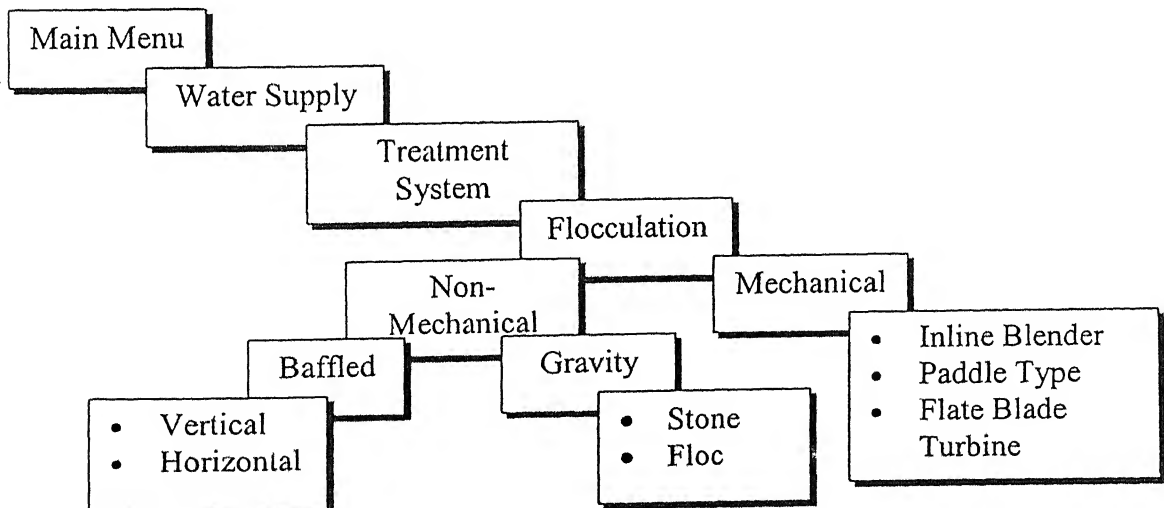 Main Menu
Water Supply
Treatment
System
Flocculation
Non-
Mechanical
Mechanical
Baffled
Gravity
• Inline Blender
• Paddle Type
• Flate Blade
Turbine
• Vertical
• Horizontal
• Stone
• Floc